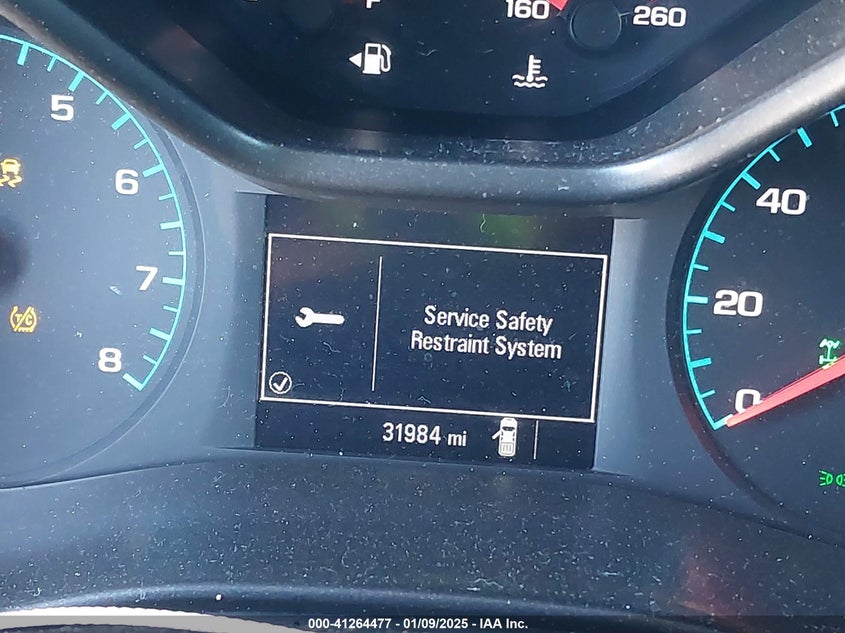 F
160
260
5
6
7
8
T/C
40
20
0
Service Safety
Restraint System
31984 mi
000-41264477 - 01/09/2025 - IAA Inc.